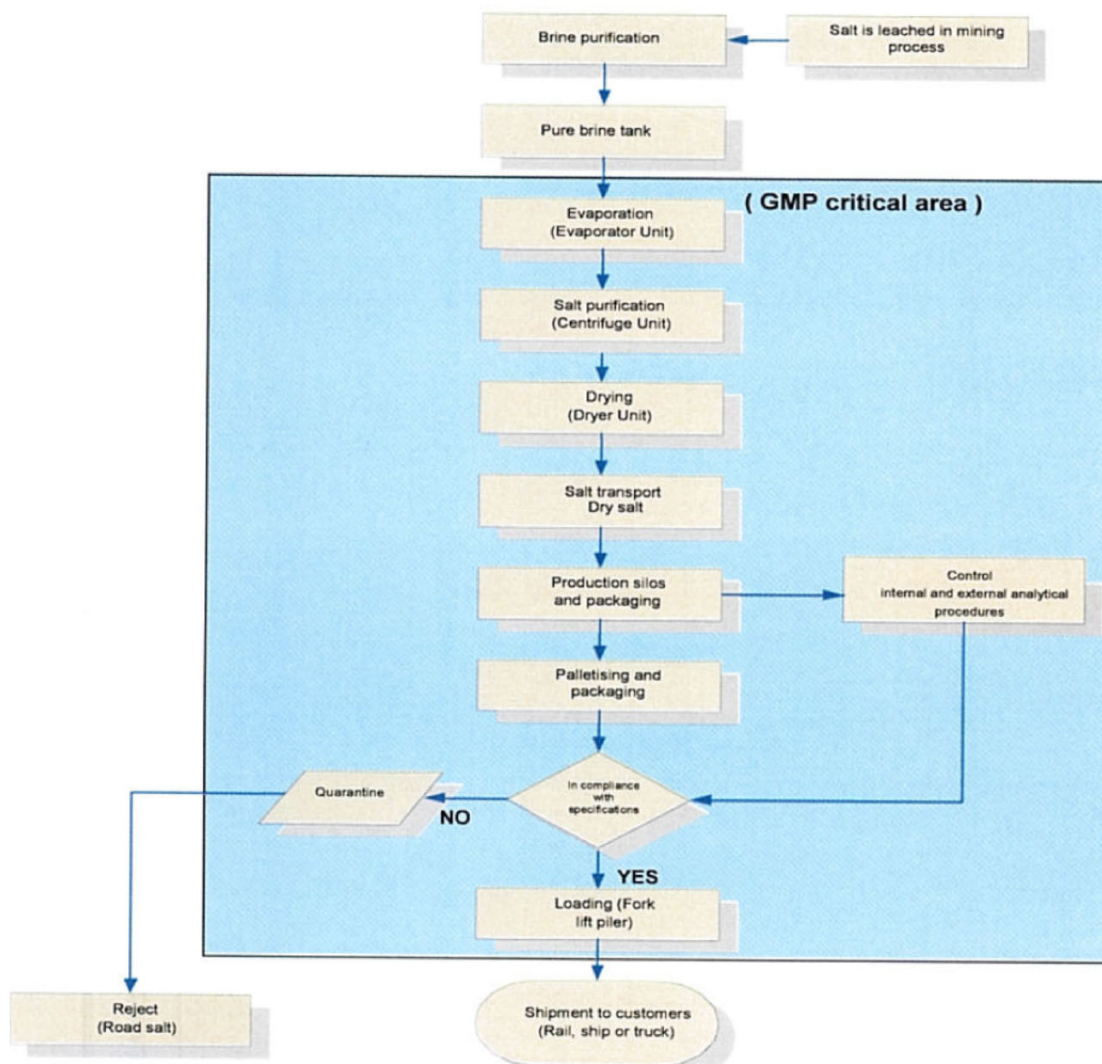 Brine purification
Salt is leached in mining
process
Pure brine tank
( GMP critical area )
Evaporation
(Evaporator Unit)
Salt purification
(Centrifuge Unit)
Drying
(Dryer Unit)
Salt transport
Dry salt
Production silos
and packaging
Control
internal and external analytical
procedures
Palletising and
packaging
In compliance
with
specifications
Quarantine
NO
YES
Loading (Fork
lift piler)
Reject
(Road salt)
Shipment to customers
(Rail, ship or truck)